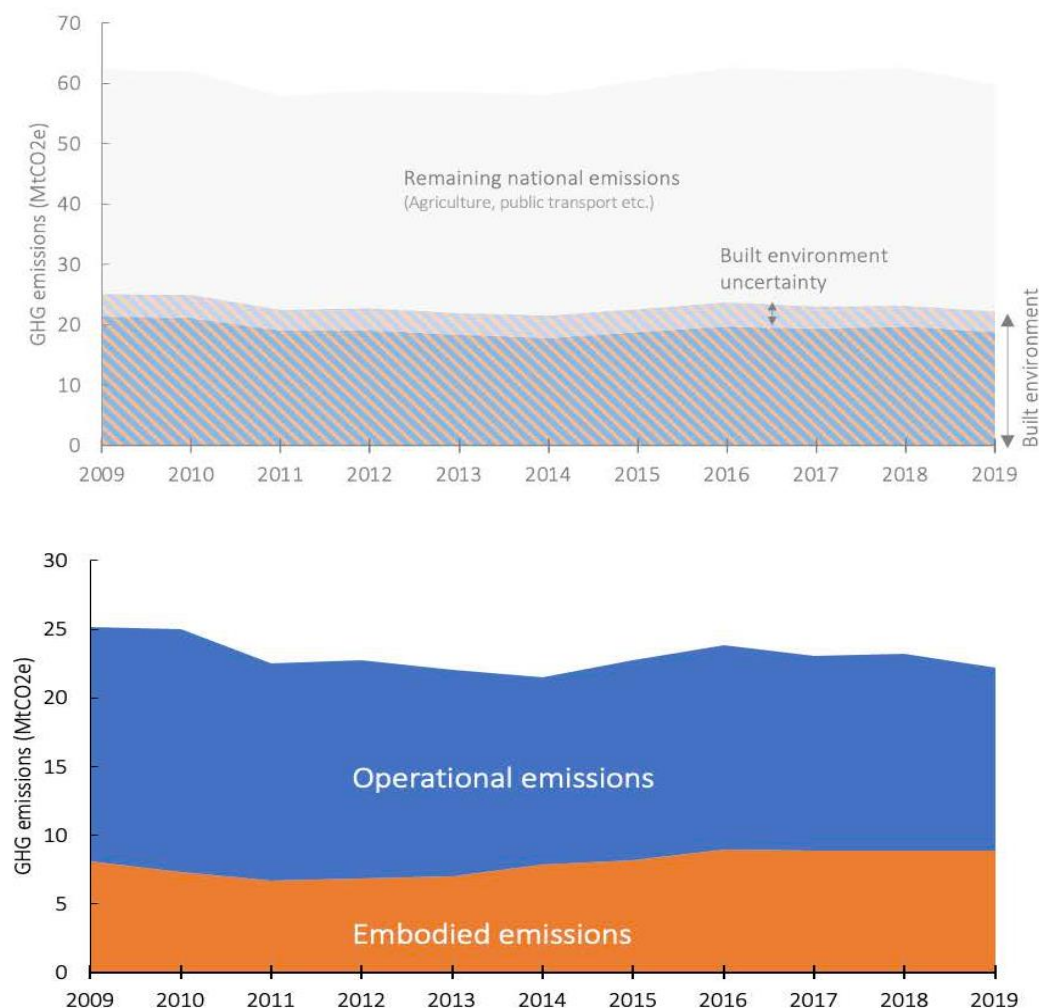 GHG emissions (MtCO2e)
70
60
50
40
30
20
10
0
Remaining national emissions
(Agriculture, public transport etc.)
Built environment
uncertainty
Built environment
2009 2010 2011 2012 2013 2014 2015 2016 2017 2018 2019
GHG emissions (MtCO2e)
30
25
20
15
10
5
0
Operational emissions
Embodied emissions
2009 2010 2011 2012 2013 2014 2015 2016 2017 2018 2019